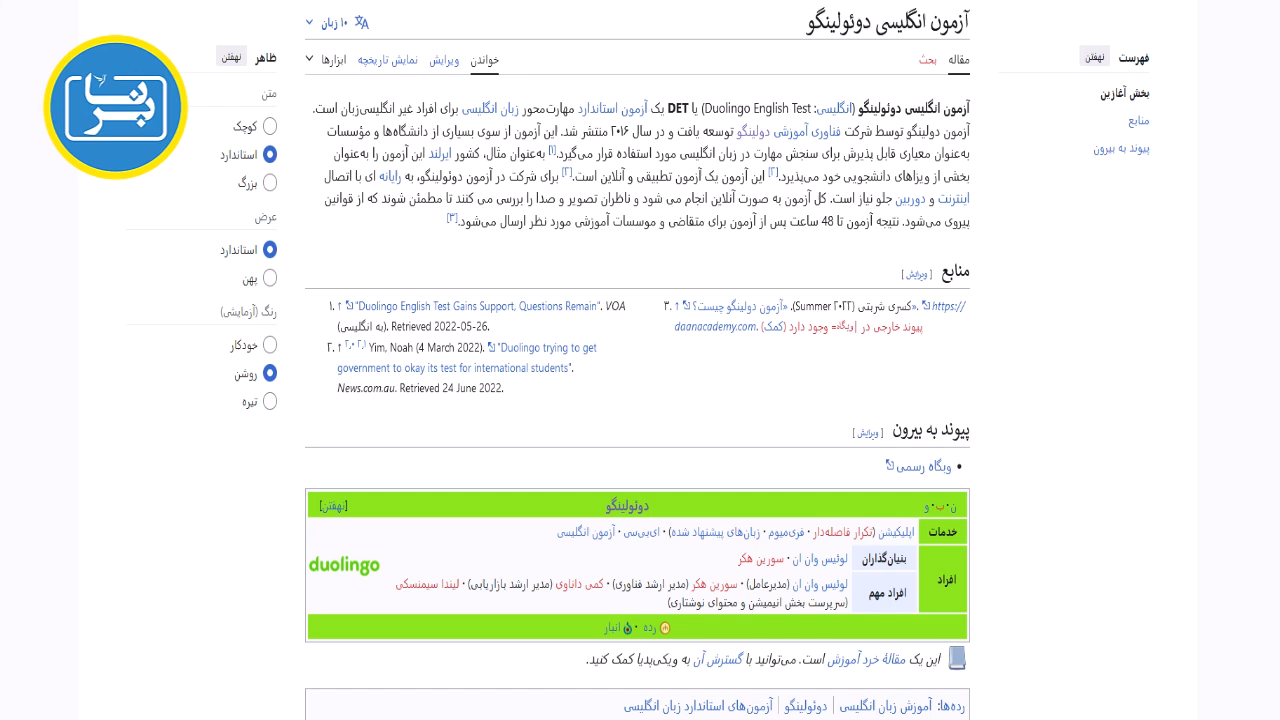 آزمون انگلیسی دوئولینگو
۱۰ زبان
مقاله بحث
خواندن ویرایش نمایش تاریخچه ابزارها
فهرست نهفتن
بخش آغازین
منابع
پیوند به بیرون
آزمون انگلیسی دوئولینگو (انگلیسی: Duolingo English Test) یا DET یک آزمون استاندارد مهارت‌محور زبان انگلیسی برای افراد غیر انگلیسی‌زبان است.
آزمون دولینگو توسط شرکت فناوری آموزشی دولینگو توسعه یافت و در سال ۲۰۱۶ منتشر شد. این آزمون از سوی بسیاری از دانشگاه‌ها و مؤسسات
به‌عنوان معیاری قابل پذیرش برای سنجش مهارت در زبان انگلیسی مورد استفاده قرار می‌گیرد.[۱] به‌عنوان مثال، کشور ایرلند این آزمون را به‌عنوان
بخشی از ویزاهای دانشجویی خود می‌پذیرد.[۲] این آزمون یک آزمون تطبیقی و آنلاین است.[۲] برای شرکت در آزمون دوئولینگو، به رایانه ای با اتصال
اینترنت و دوربین جلو نیاز است. کل آزمون به صورت آنلاین انجام می شود و ناظران تصویر و صدا را بررسی می کنند تا مطمئن شوند که از قوانین
پیروی می‌شود. نتیجه آزمون تا 48 ساعت پس از آزمون برای متقاضی و موسسات آموزشی مورد نظر ارسال می‌شود.[۳]
منابع [ویرایش]
۱. ↑ "Duolingo English Test Gains Support, Questions Remain". VOA
(به انگلیسی). Retrieved 2022-05-26.
۲. ↑ ۲٫۰ ۲٫۱ Yim, Noah (4 March 2022). "Duolingo trying to get
government to okay its test for international students".
News.com.au. Retrieved 24 June 2022.
۳. ↑ «آزمون دولینگو چیست؟». کسری شربتی (Summer ۲۰۲۲). https://
daanacademy.com. پیوند خارجی در |وبگاه= وجود دارد (کمک)
پیوند به بیرون [ویرایش]
• وبگاه رسمی
ن • ب • و دوئولینگو [نهفتن]
خدمات اپلیکیشن (تکرار فاصله‌دار • فری‌میوم • زبان‌های پیشنهاد شده) • ای‌بی‌سی • آزمون انگلیسی
افراد
بنیان‌گذاران لوئیس وان ان • سورین هکر
افراد مهم لوئیس وان ان (مدیرعامل) • سورین هکر (مدیر ارشد فناوری) • کمی داناوی (مدیر ارشد بازاریابی) • لیندا سیمنسکی
(سرپرست بخش انیمیشن و محتوای نوشتاری)
duolingo
رده • انبار
این یک مقالهٔ خرد آموزش است. می‌توانید با گسترش آن به ویکی‌پدیا کمک کنید.
رده‌ها: آموزش زبان انگلیسی | دوئولینگو | آزمون‌های استاندارد زبان انگلیسی
ظاهر نهفتن
متن
کوچک
استاندارد
بزرگ
عرض
استاندارد
پهن
رنگ (آزمایشی)
خودکار
روشن
تیره
برنا